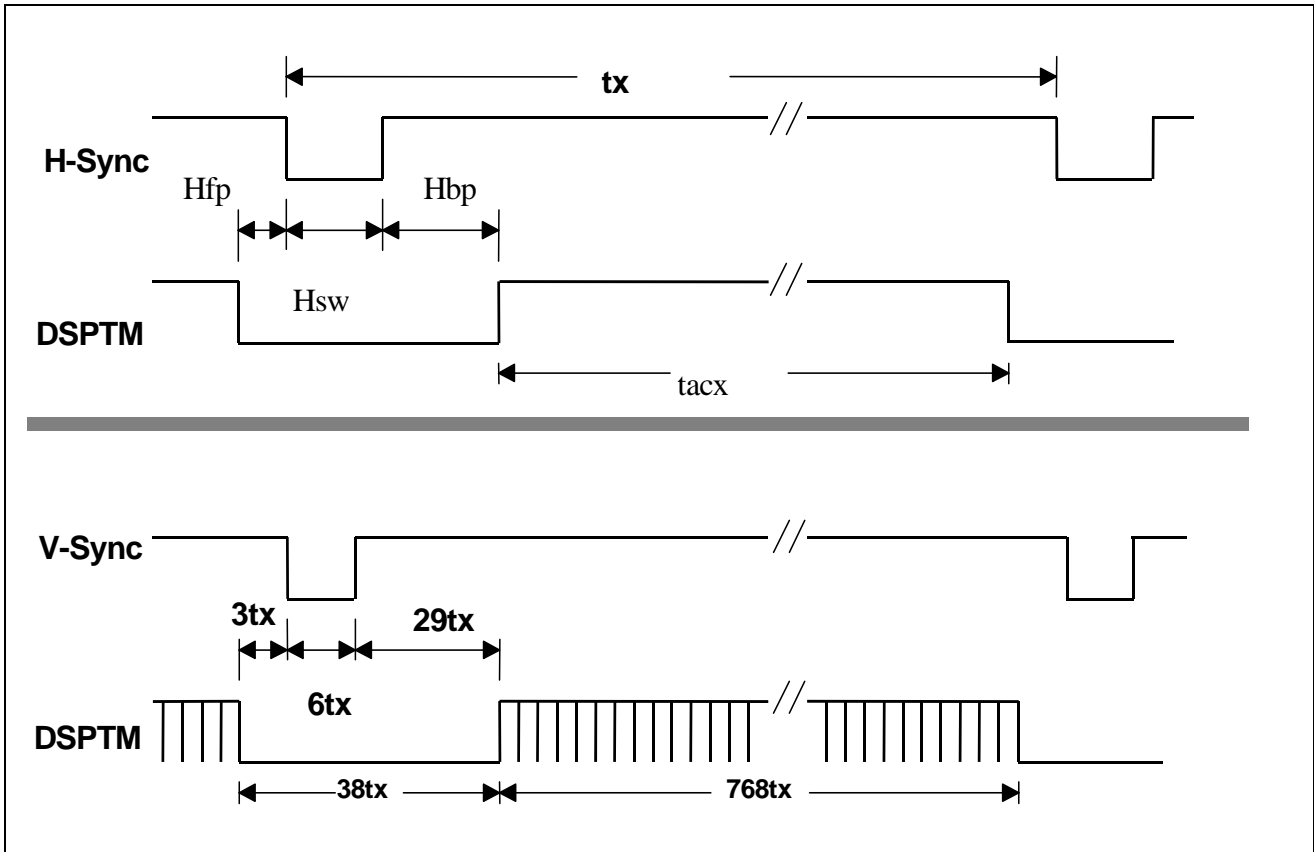 tx
H-Sync
Hfp
Hbp
Hsw
DSPTM
tacx
V-Sync
3tx
29tx
6tx
DSPTM
38tx
768tx